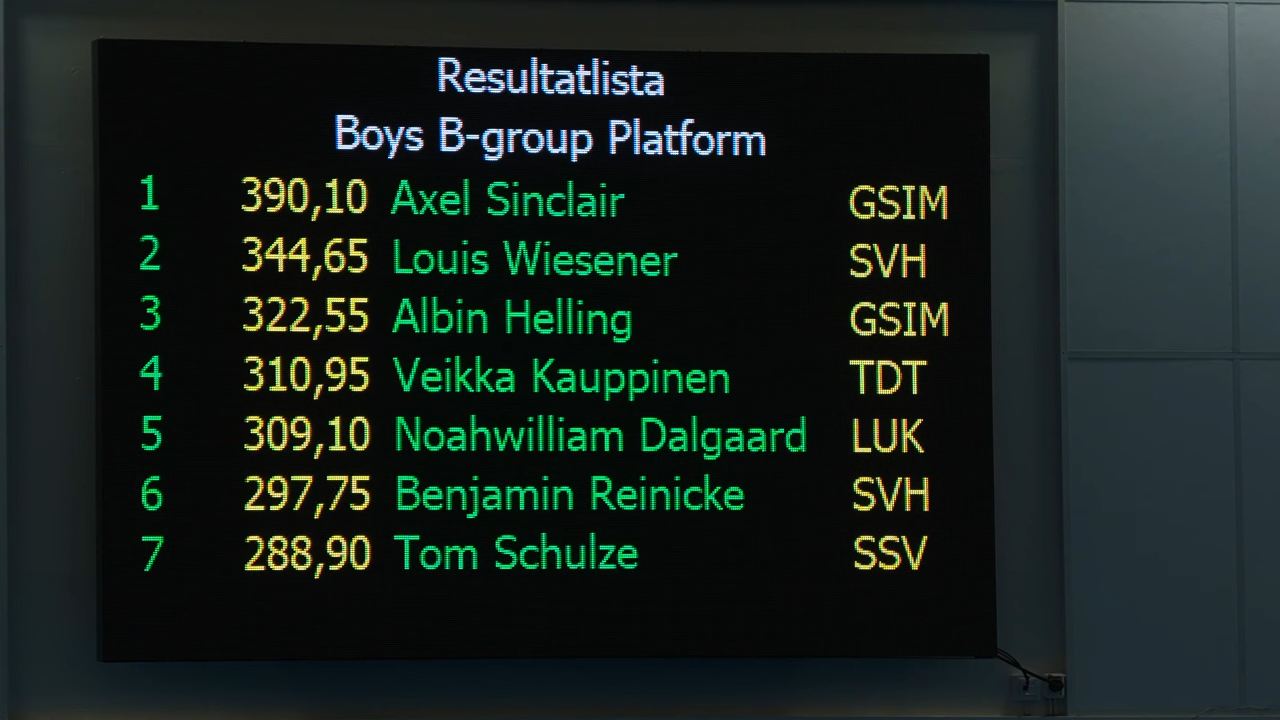 Resultatlista
Boys B-group Platform
1 390,10 Axel Sinclair GSIM
2 344,65 Louis Wiesener SVH
3 322,55 Albin Helling GSIM
4 310,95 Veikka Kauppinen TDT
5 309,10 Noahwilliam Dalgaard LUK
6 297,75 Benjamin Reinicke SVH
7 288,90 Tom Schulze SSV